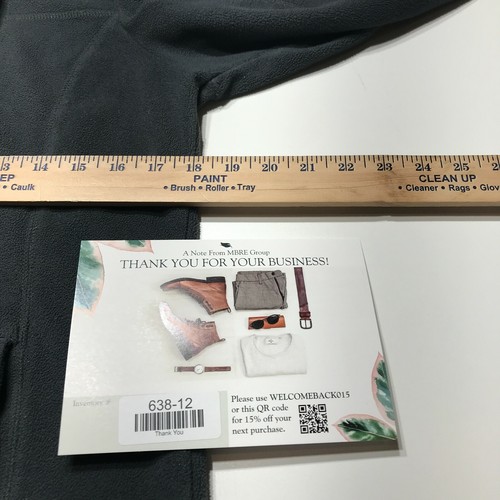 13 14 15 16 17 18 19 20 21 22 23 24 25
EP PAINT CLEAN UP
• Caulk • Brush • Roller • Tray • Cleaner • Rags • Glov
A Note From MBRE Group
THANK YOU FOR YOUR BUSINESS!
Inventory #
638-12
Thank You
Please use WELCOMEBACK015
or this QR code
for 15% off your
next purchase.